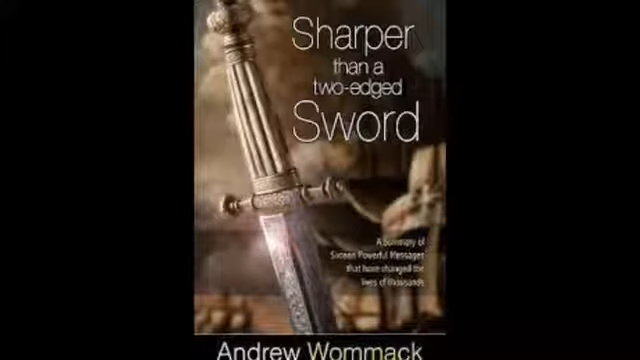 Sharper
than a
two-edged
Sword
A Summary of
Sixteen Powerful Messages
that have changed the
lives of thousands
Andrew Wommack